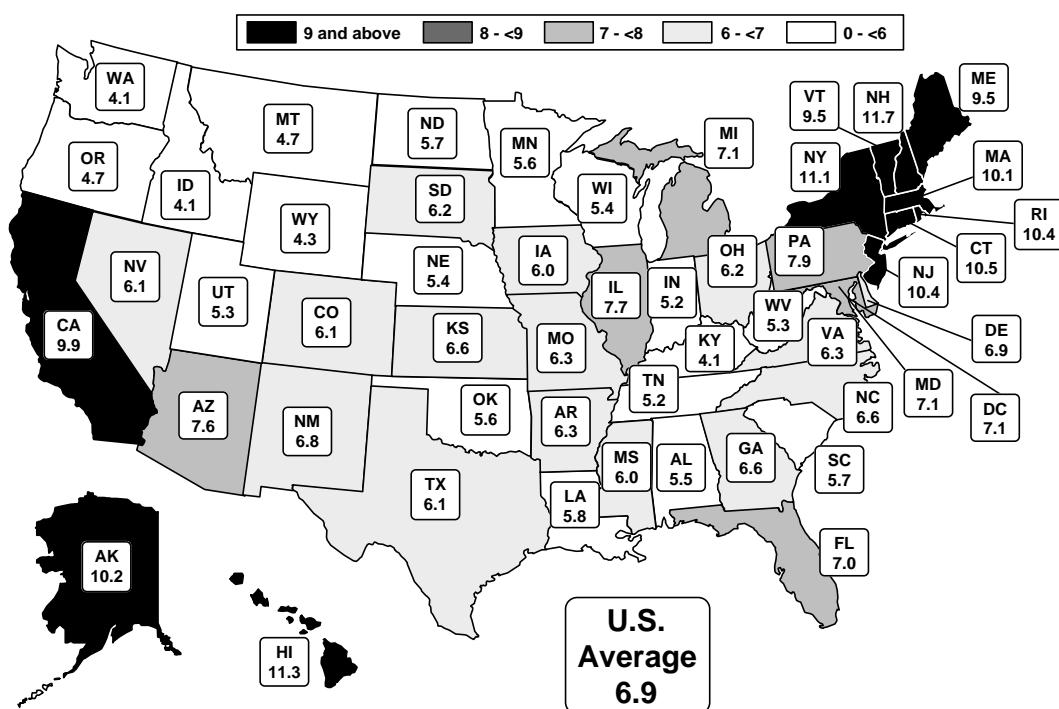 9 and above
8 - <9
7 - <8
6 - <7
0 - <6
WA
4.1
OR
4.7
ID
4.1
MT
4.7
ND
5.7
MN
5.6
SD
6.2
WI
5.4
MI
7.1
WY
4.3
NE
5.4
IA
6.0
NV
6.1
UT
5.3
CO
6.1
KS
6.6
MO
6.3
IL
7.7
IN
5.2
OH
6.2
PA
7.9
NY
11.1
VT
9.5
NH
11.7
ME
9.5
MA
10.1
RI
10.4
CT
10.5
NJ
10.4
DE
6.9
MD
7.1
DC
7.1
WV
5.3
VA
6.3
KY
4.1
TN
5.2
NC
6.6
SC
5.7
CA
9.9
AZ
7.6
NM
6.8
OK
5.6
AR
6.3
TX
6.1
LA
5.8
MS
6.0
AL
5.5
GA
6.6
FL
7.0
AK
10.2
HI
11.3
U.S.
Average
6.9